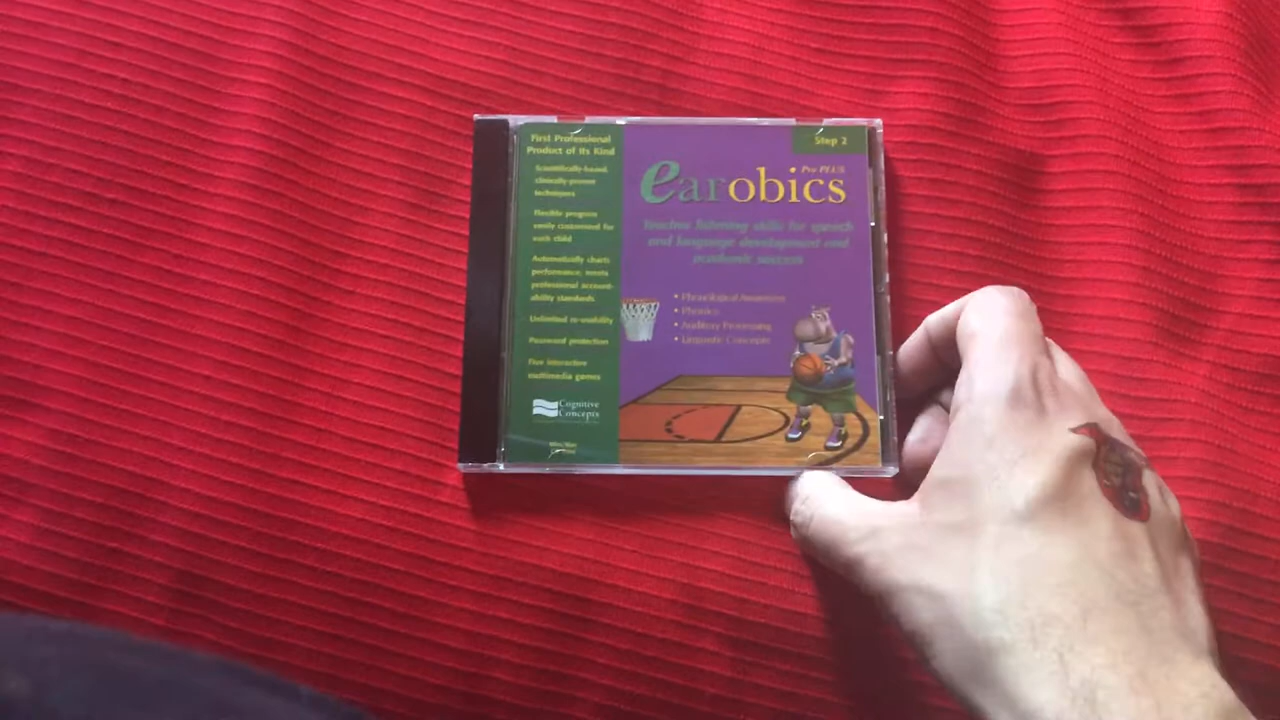 First Professional
Product of Its Kind
Scientifically-based,
clinically-proven
techniques
Flexible program
easily customized for
each child
Automatically charts
performance; meets
professional account-
ability standards
Unlimited re-usability
Password protection
Five interactive
multimedia games
Cognitive
Concepts
Step 2
Pro PLUS
earobics
Teaches listening skills for speech
and language development and
academic success
• Phonological Awareness
• Phonics
• Auditory Processing
• Linguistic Concepts